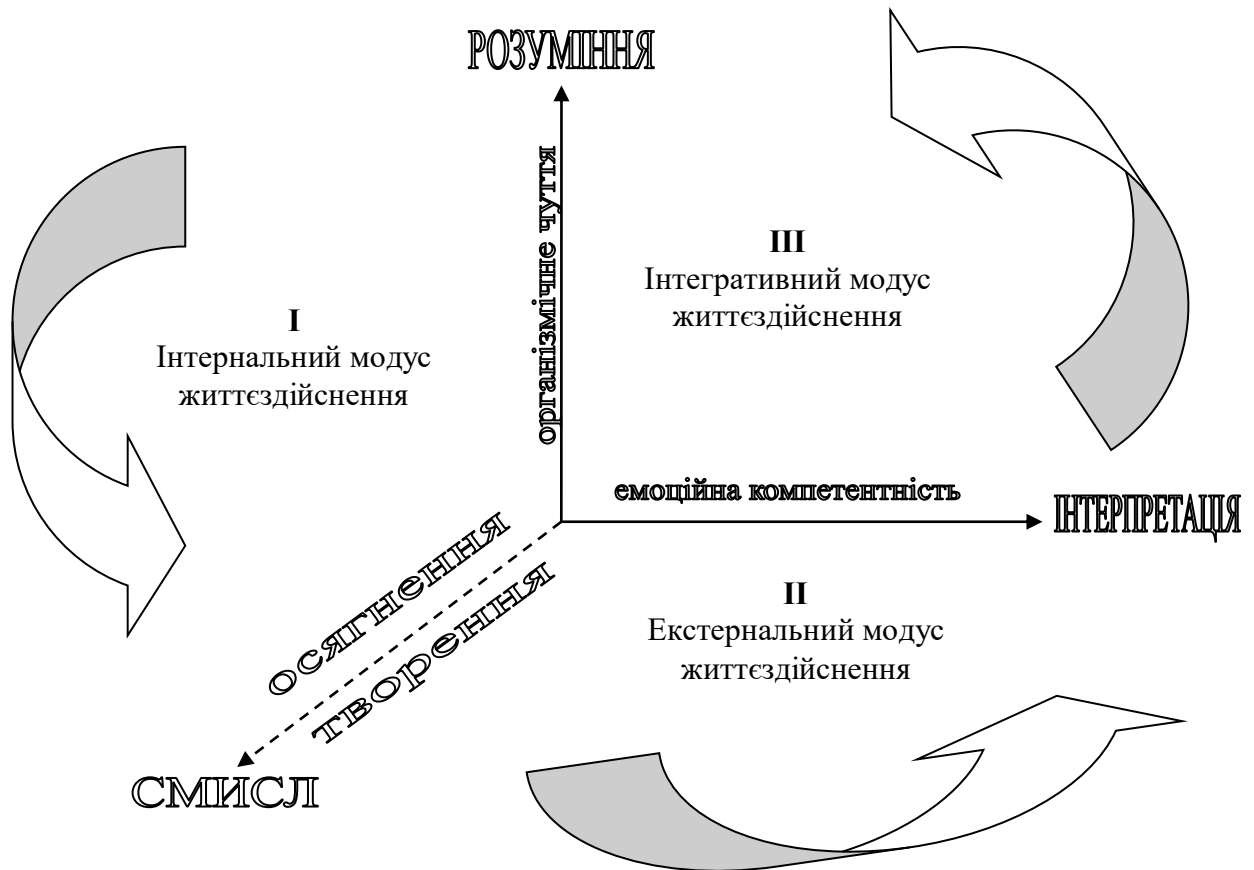 РОЗУМІННЯ
організмічне чуття
III
Інтегративний модус
життєздійснення
I
Інтернальний модус
життєздійснення
емоційна компетентність
ІНТЕРПРЕТАЦІЯ
осягнення
творення
II
Екстернальний модус
життєздійснення
СМИСЛ